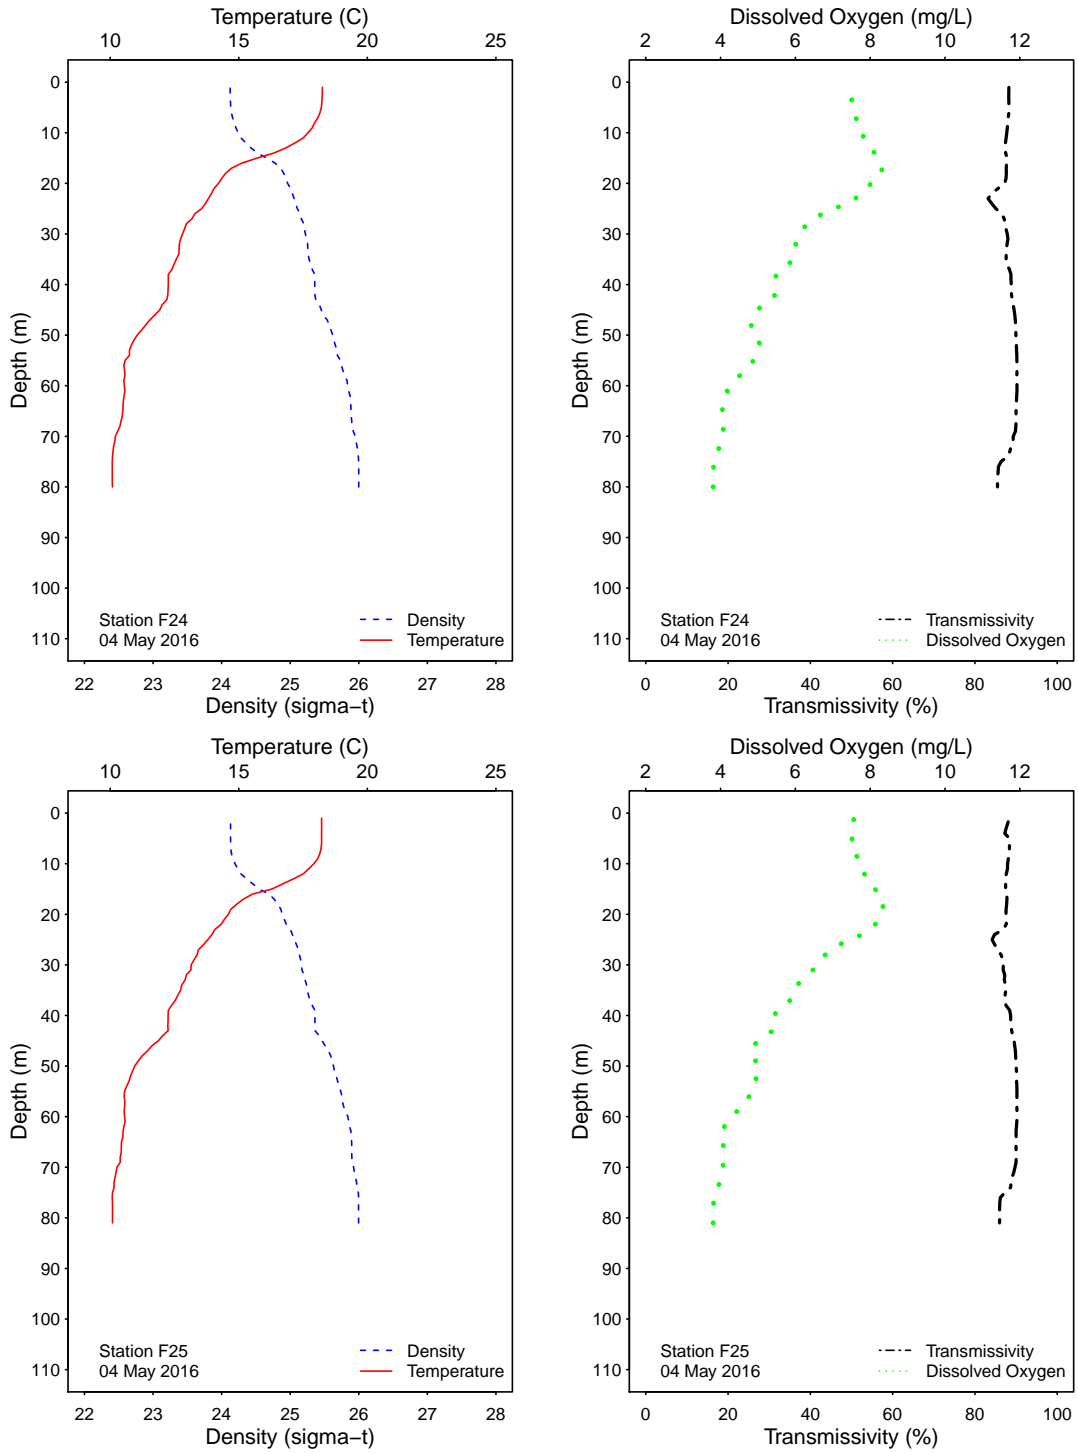 Temperature (C)
10 15 20 25
0
10
20
30
40
50
60
70
80
90
100
110
Depth (m)
Station F24
04 May 2016
Density
Temperature
22 23 24 25 26 27 28
Density (sigma−t)
Dissolved Oxygen (mg/L)
2 4 6 8 10 12
0
10
20
30
40
50
60
70
80
90
100
110
Depth (m)
Station F24
04 May 2016
Transmissivity
Dissolved Oxygen
0 20 40 60 80 100
Transmissivity (%)
Temperature (C)
10 15 20 25
0
10
20
30
40
50
60
70
80
90
100
110
Depth (m)
Station F25
04 May 2016
Density
Temperature
22 23 24 25 26 27 28
Density (sigma−t)
Dissolved Oxygen (mg/L)
2 4 6 8 10 12
0
10
20
30
40
50
60
70
80
90
100
110
Depth (m)
Station F25
04 May 2016
Transmissivity
Dissolved Oxygen
0 20 40 60 80 100
Transmissivity (%)